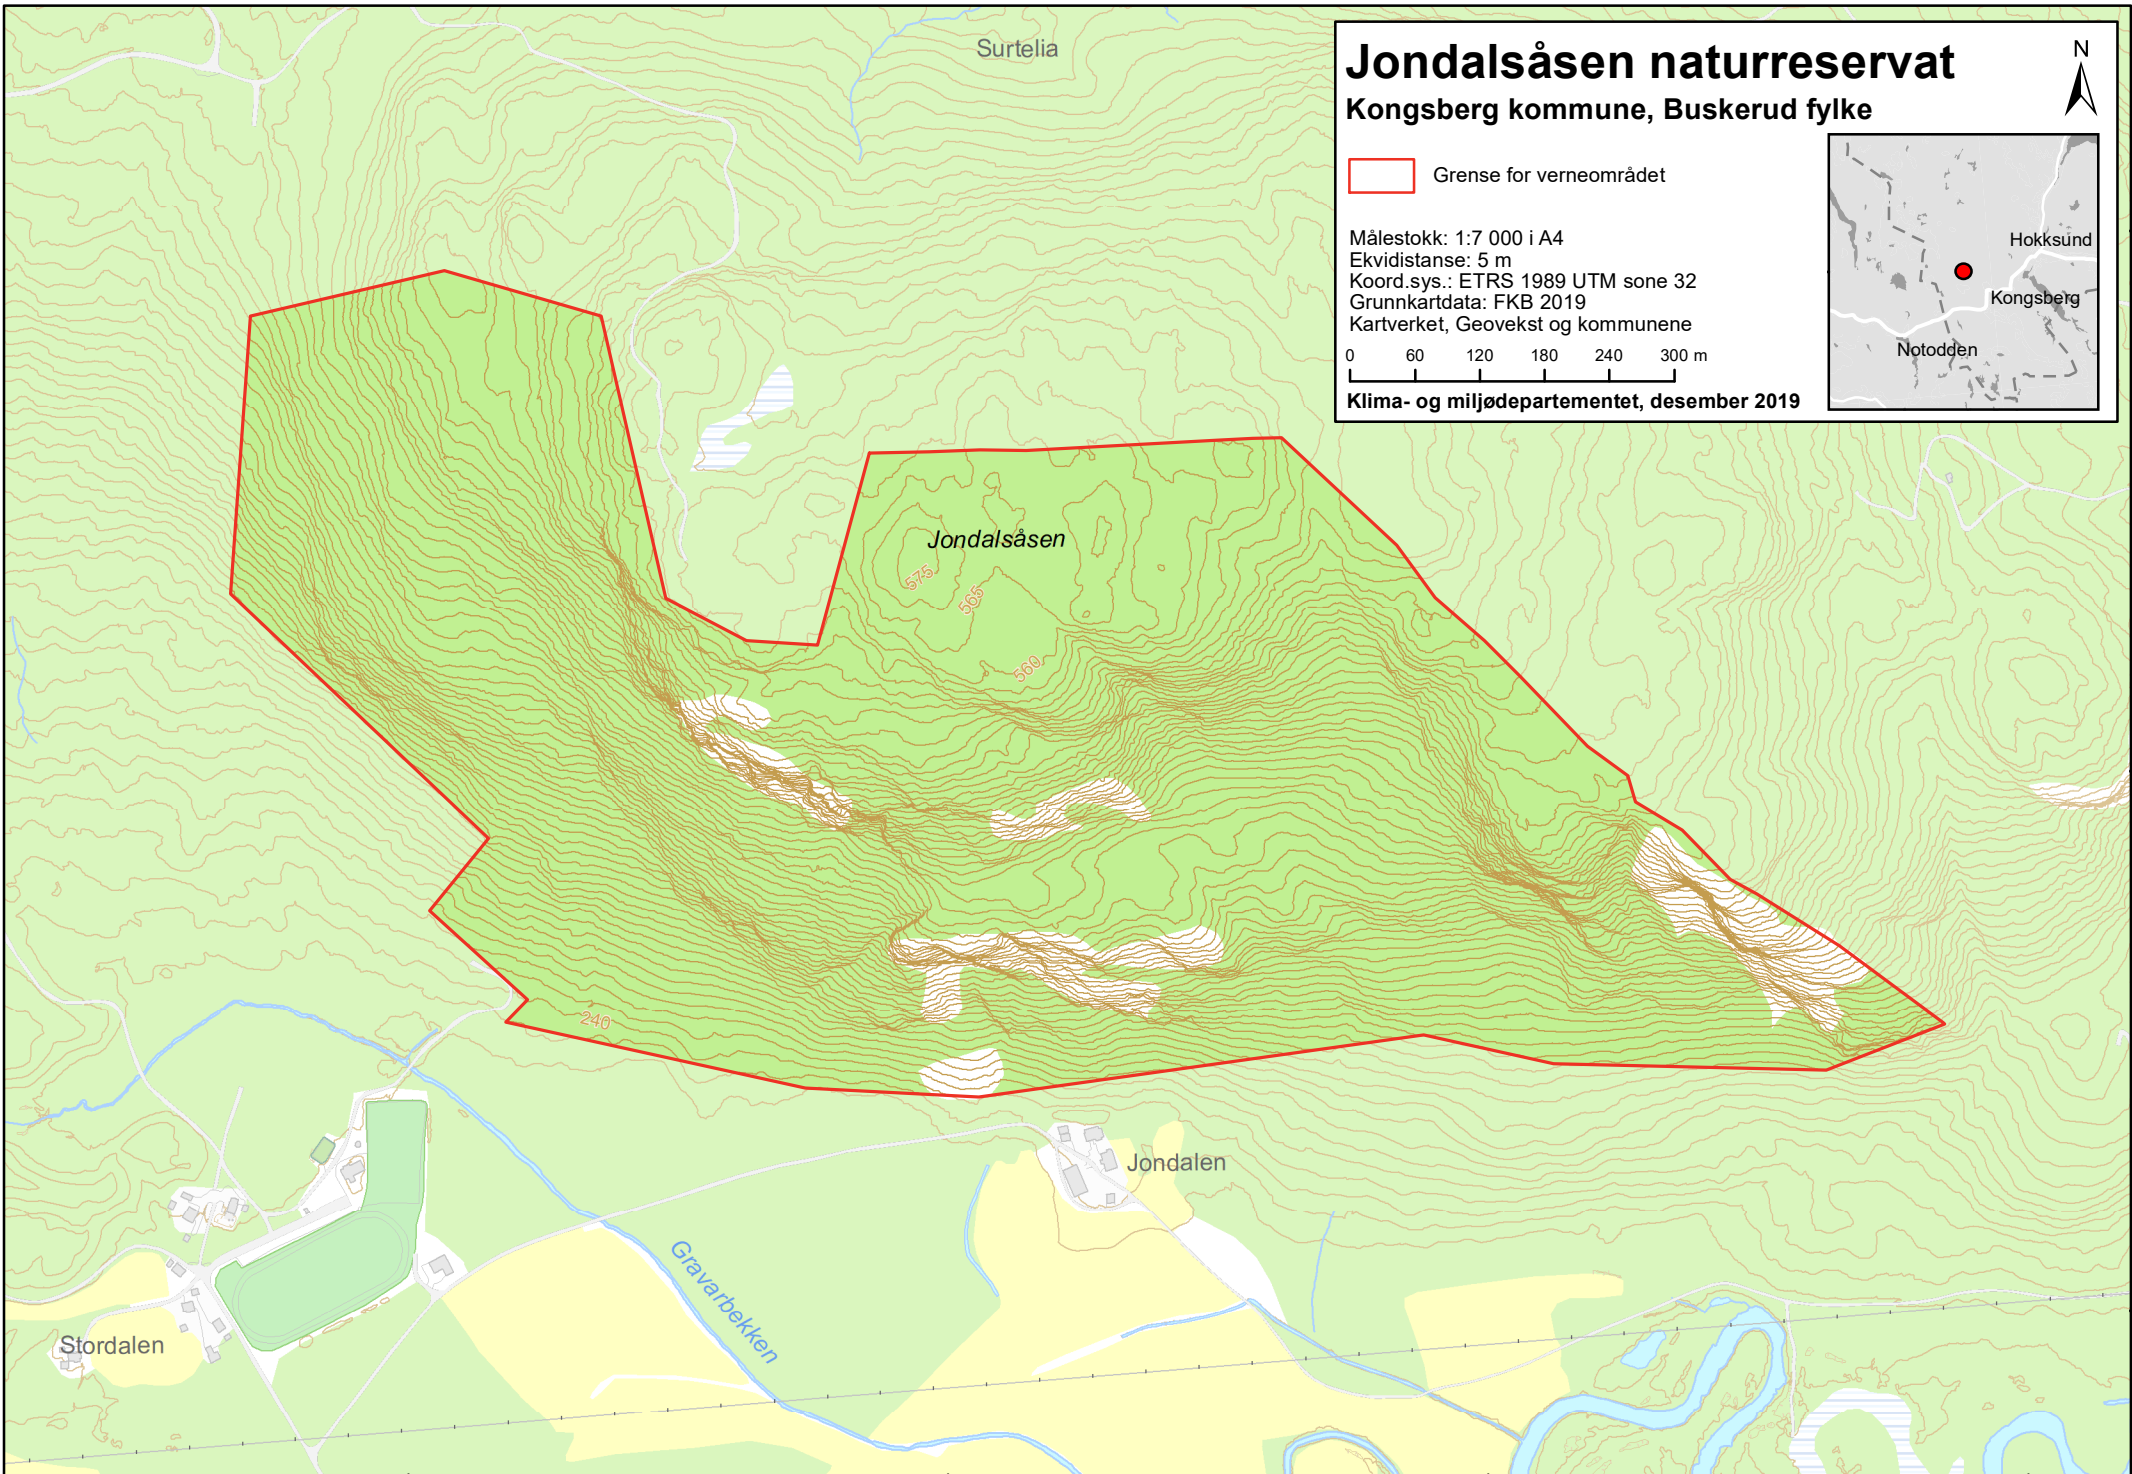 Surtelia
Jondalsåsen naturreservat
N
Kongsberg kommune, Buskerud fylke
Grense for verneområdet
Målestokk: 1:7 000 i A4
Ekvidistanse: 5 m
Koord.sys.: ETRS 1989 UTM sone 32
Grunnkartdata: FKB 2019
Kartverket, Geovekst og kommunene
0 60 120 180 240 300 m
Klima- og miljødepartementet, desember 2019
Hokksund
Kongsberg
Notodden
Jondalsåsen
575
565
560
240
Jondalen
Gravarbekken
Stordalen